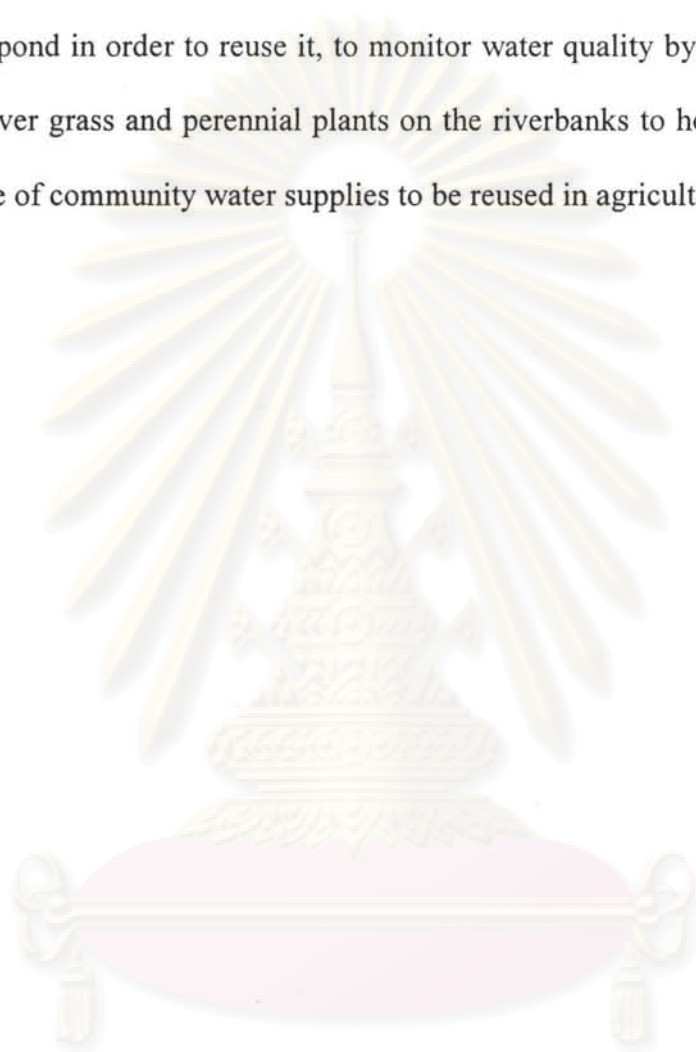 pond in order to reuse it, to monitor water quality by
grass and perennial plants on the riverbanks to
of community water supplies to be reused in